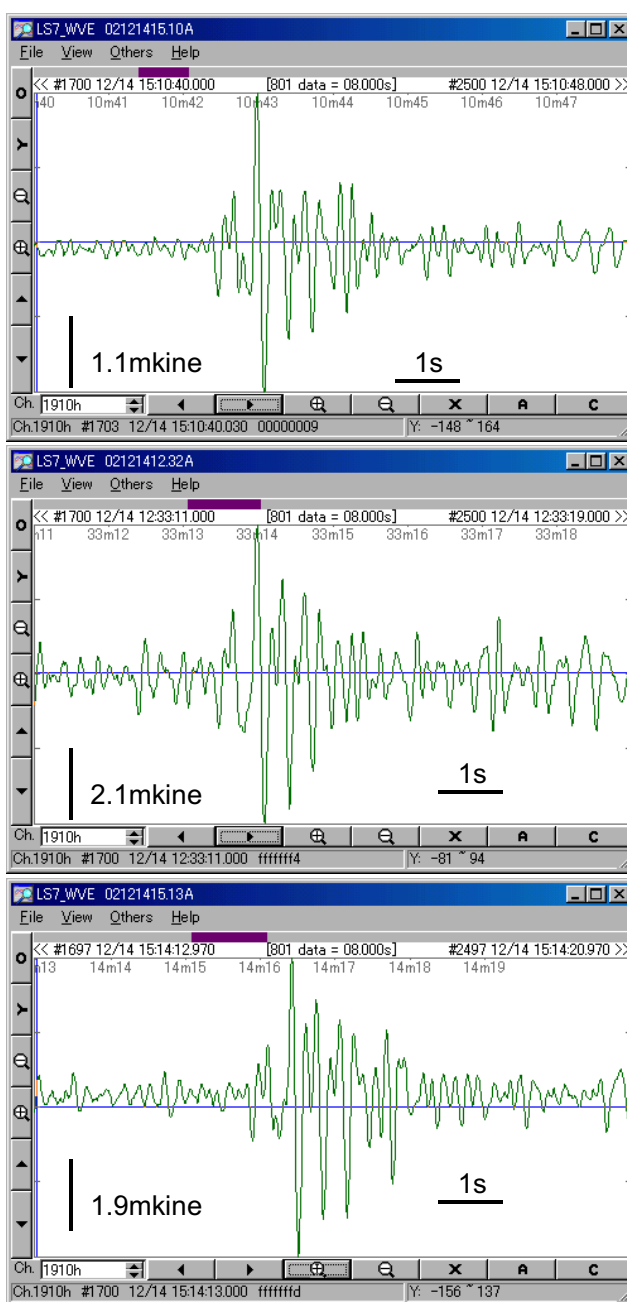 LS7_WVE 02121415.10A
File View Others Help
<< #1700 12/14 15:10:40.000 [801 data = 08.000s] #2500 12/14 15:10:48.000 >>
40 10m41 10m42 10m43 10m44 10m45 10m46 10m47
1.1mkine 1s
Ch. 1910h X A C
Ch.1910h #1703 12/14 15:10:40.030 00000009 Y: -148 ~ 164
LS7_WVE 02121412.32A
File View Others Help
<< #1700 12/14 12:33:11.000 [801 data = 08.000s] #2500 12/14 12:33:19.000 >>
11 33m12 33m13 33m14 33m15 33m16 33m17 33m18
2.1mkine 1s
Ch. 1910h X A C
Ch.1910h #1700 12/14 12:33:11.000 fffffff4 Y: -81 ~ 94
LS7_WVE 02121415.13A
File View Others Help
<< #1697 12/14 15:14:12.970 [801 data = 08.000s] #2497 12/14 15:14:20.970 >>
13 14m14 14m15 14m16 14m17 14m18 14m19
1.9mkine 1s
Ch. 1910h X A C
Ch.1910h #1700 12/14 15:14:13.000 fffffffd Y: -156 ~ 137